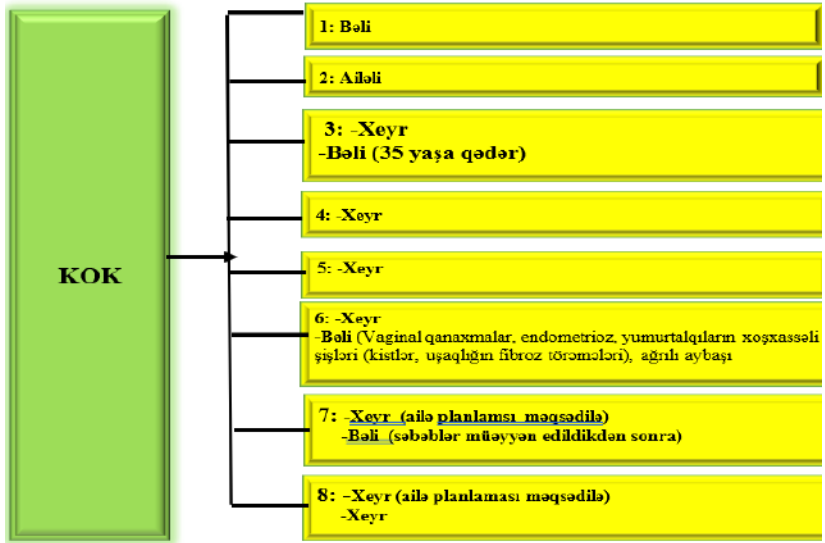 KOK
1: Bəli
2: Ailəli
3: -Xeyr
-Bəli (35 yaşa qədər)
4: -Xeyr
5: -Xeyr
6: -Xeyr
-Bəli (Vaginal qanaxmalar, endometrioz, yumurtalqıların xoşxassəli
şişləri (kistlər, uşaqlığın fibroz törəmələri), ağrılı aybaşı
7: -Xeyr (ailə planlamsı məqsədilə)
-Bəli (səbəblər müəyyən edildikdən sonra)
8: -Xeyr (ailə planlaması məqsədilə)
-Xeyr